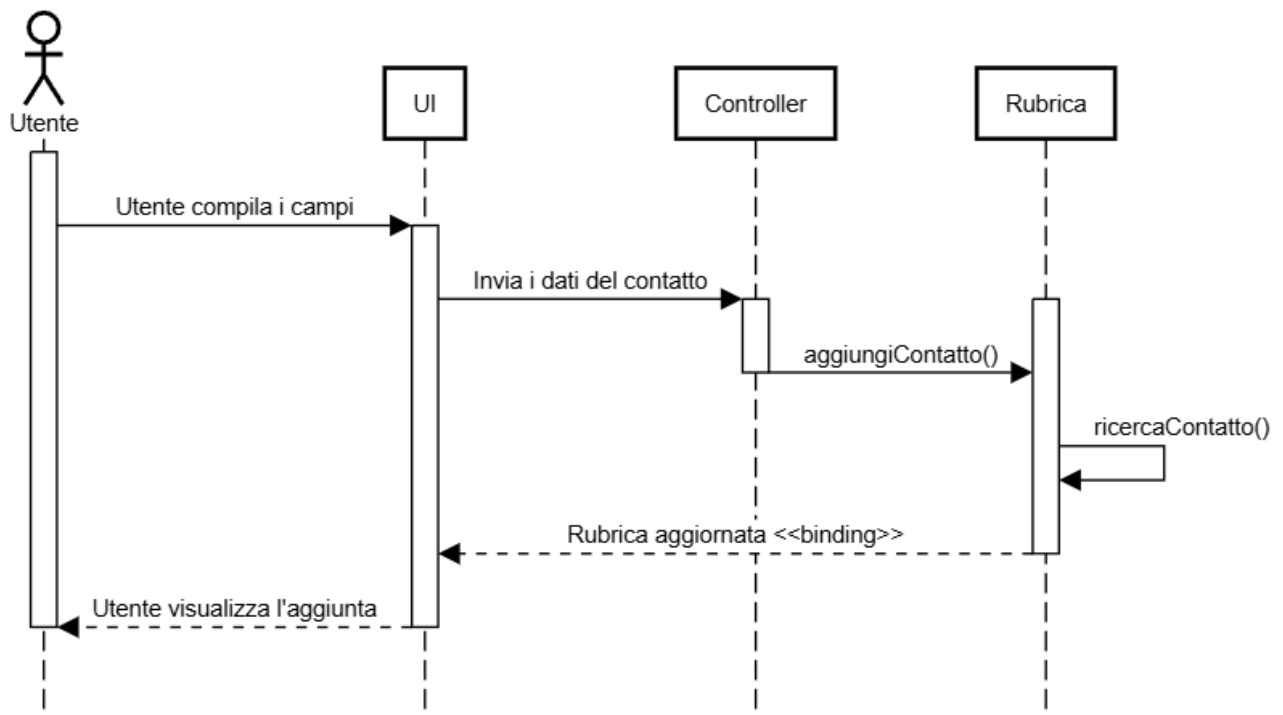 Utente
UI
Controller
Rubrica
Utente compila i campi
Invia i dati del contatto
aggiungiContatto()
ricercaContatto()
Rubrica aggiornata <<binding>>
Utente visualizza l'aggiunta